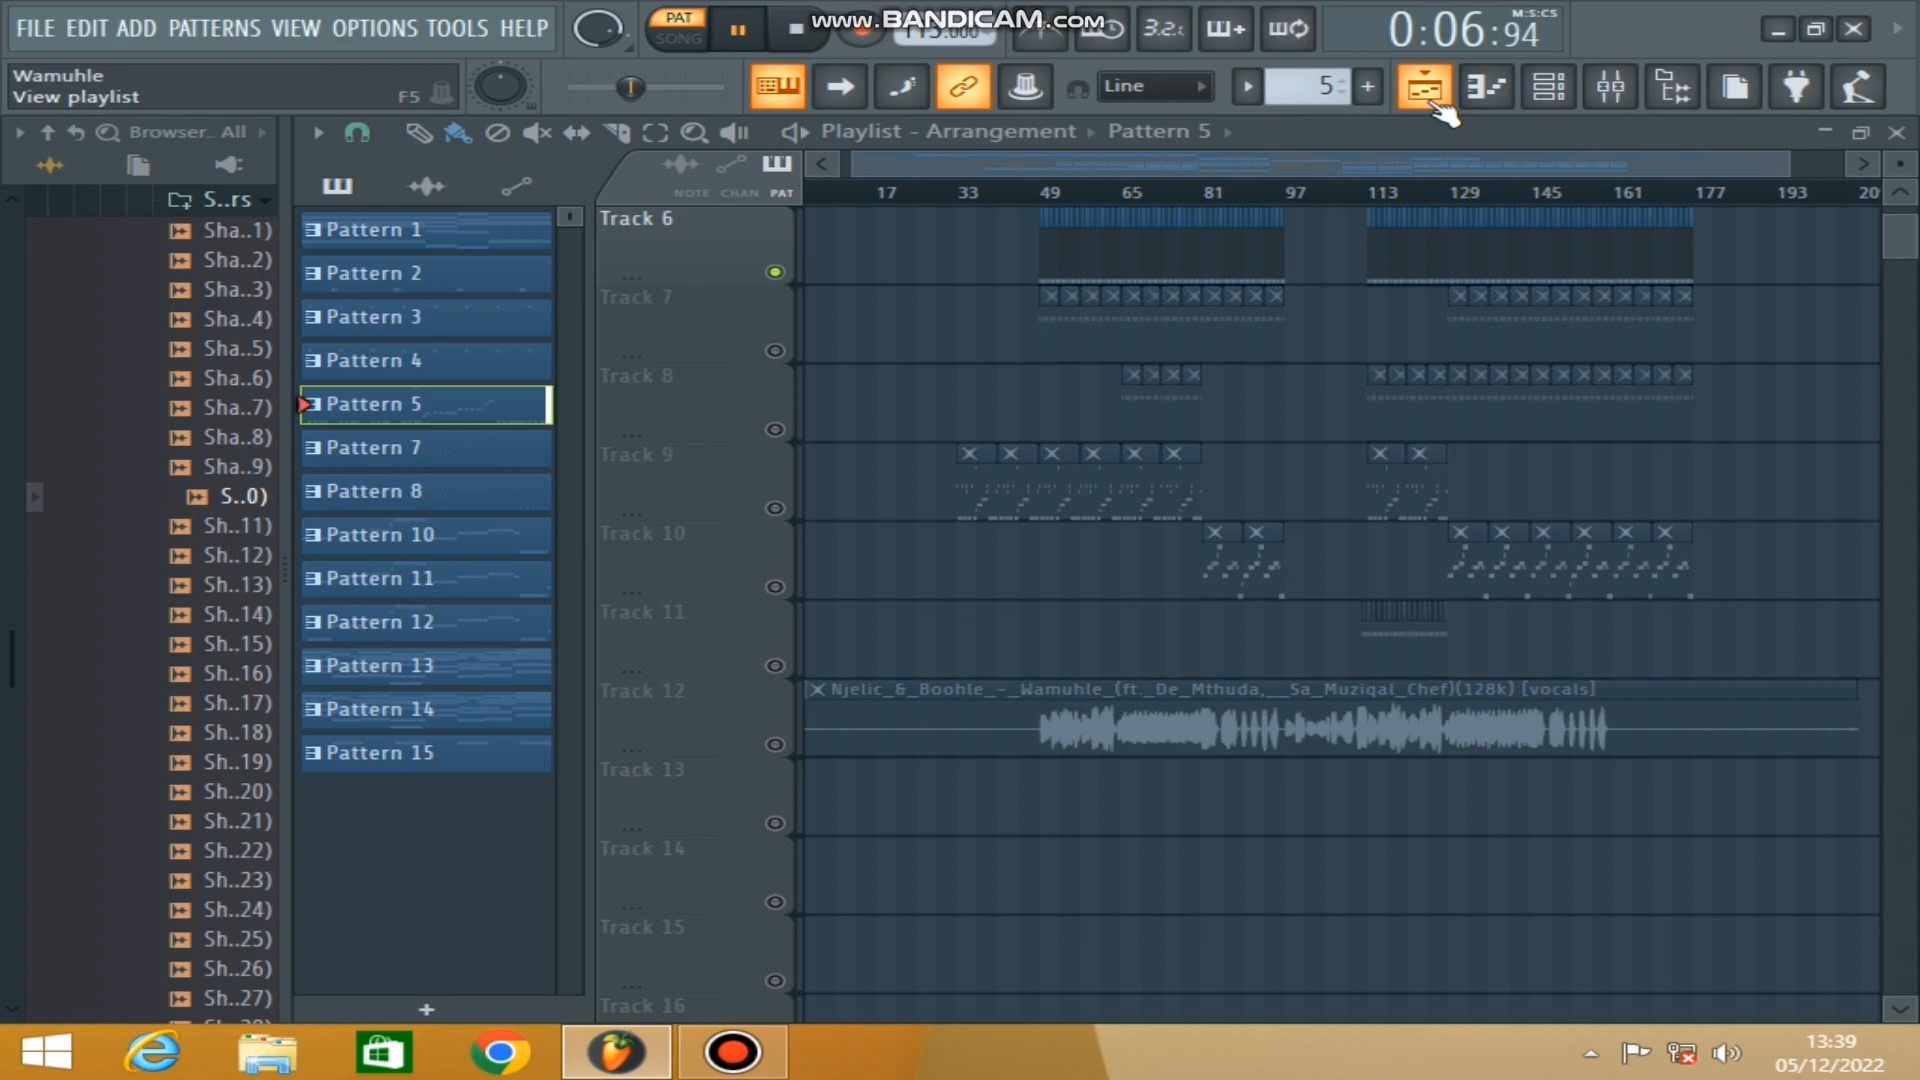 FILE EDIT ADD PATTERNS VIEW OPTIONS TOOLS HELP
PAT
SONG
www.BANDICAM.com
3.2.
M:S:CS
0:06:94
Wamuhle
View playlist
F5
Line
5
Browser.. All
Playlist - Arrangement
Pattern 5
NOTE CHAN PAT
17 33 49 65 81 97 113 129 145 161 177 193
S..rs
Sha..1)
Sha..2)
Sha..3)
Sha..4)
Sha..5)
Sha..6)
Sha..7)
Sha..8)
Sha..9)
S..0)
Sh..11)
Sh..12)
Sh..13)
Sh..14)
Sh..15)
Sh..16)
Sh..17)
Sh..18)
Sh..19)
Sh..20)
Sh..21)
Sh..22)
Sh..23)
Sh..24)
Sh..25)
Sh..26)
Sh..27)
Pattern 1
Pattern 2
Pattern 3
Pattern 4
Pattern 5
Pattern 7
Pattern 8
Pattern 10
Pattern 11
Pattern 12
Pattern 13
Pattern 14
Pattern 15
Track 6
Track 7
Track 8
Track 9
Track 10
Track 11
Track 12
Njelic_&_Boohle_-_Wamuhle_(ft._De_Mthuda,__Sa_Muziqal_Chef)(128k) [vocals]
Track 13
Track 14
Track 15
Track 16
13:39
05/12/2022